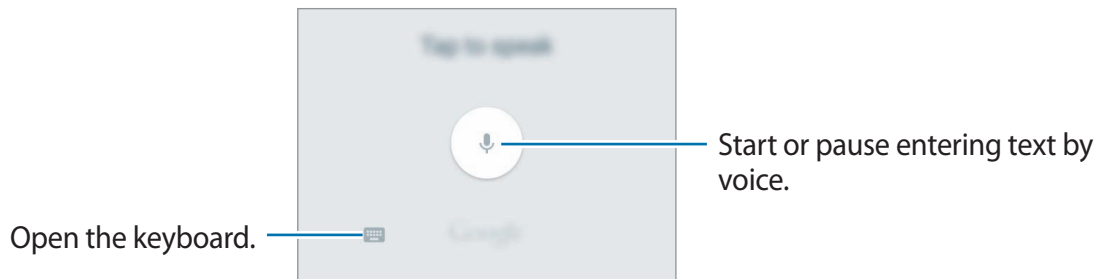 Tap to speak
Start or pause entering text by
voice.
Open the keyboard.
Google